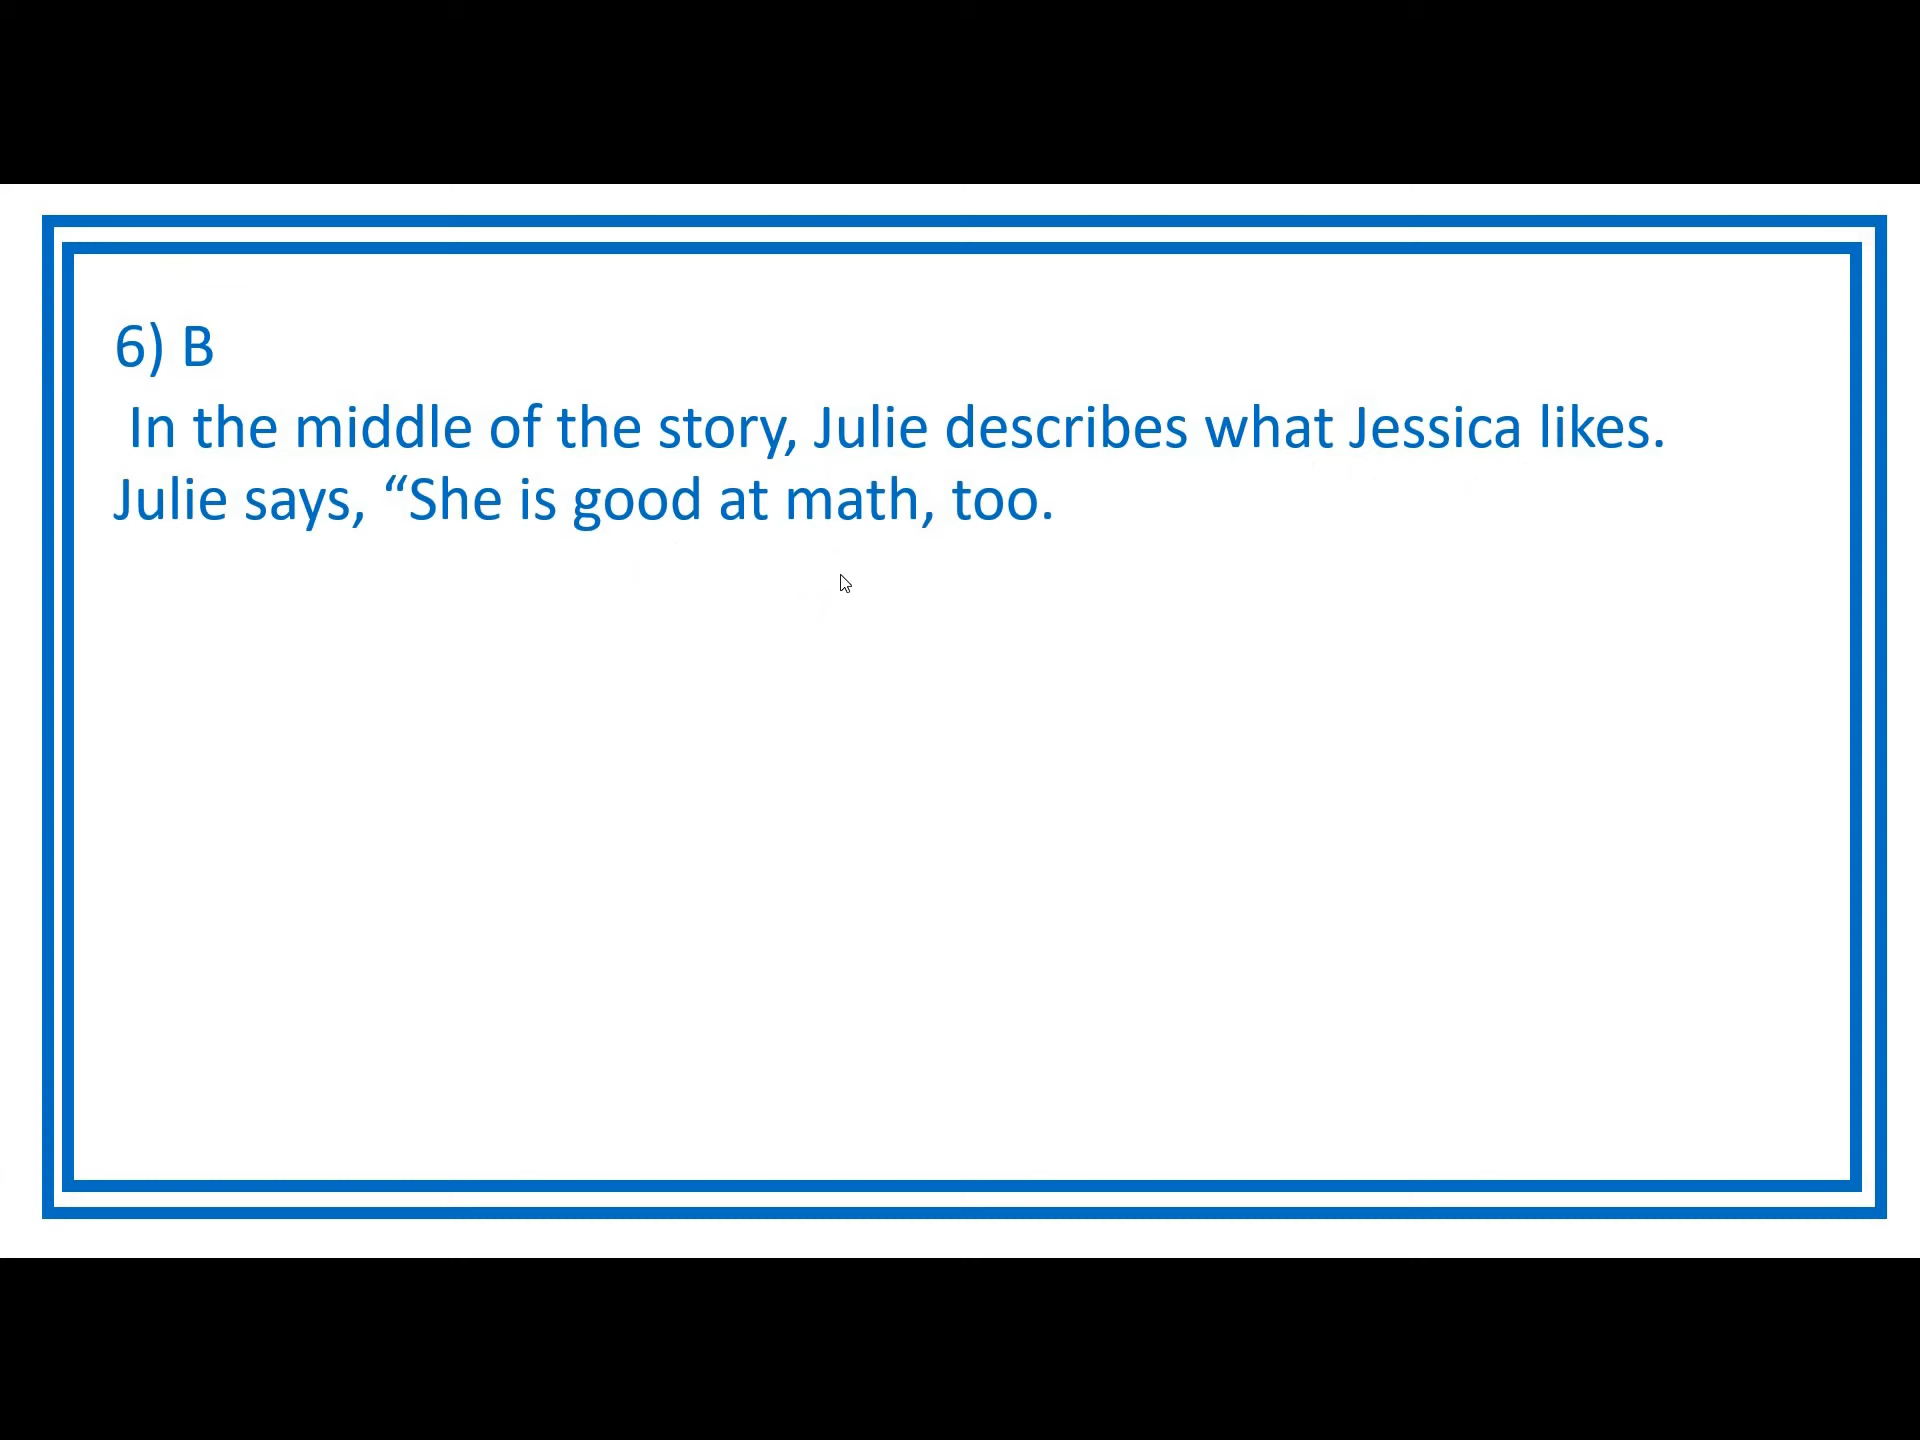 6) B
In the middle of the story, Julie describes what Jessica likes.
Julie says, “She is good at math, too.